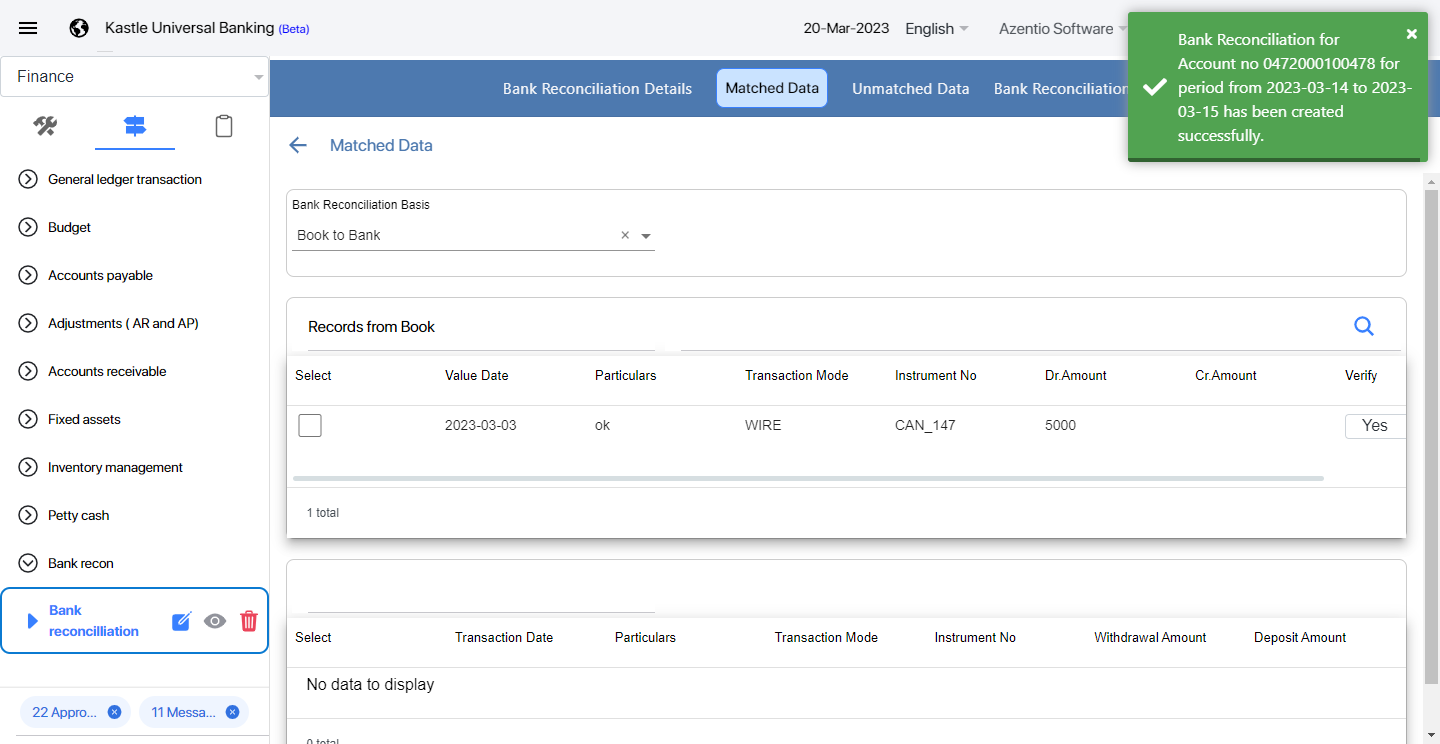 Kastle Universal Banking (Beta)
20-Mar-2023
English
Azentio Software
Bank Reconciliation for
Account no 0472000100478 for
period from 2023-03-14 to 2023-
03-15 has been created
successfully.
Finance
Bank Reconciliation Details
Matched Data
Unmatched Data
Bank Reconciliation
Matched Data
General ledger transaction
Budget
Accounts payable
Adjustments ( AR and AP)
Accounts receivable
Fixed assets
Inventory management
Petty cash
Bank recon
Bank
reconcilliation
22 Appro...
11 Messa...
Bank Reconciliation Basis
Book to Bank
Records from Book
Select Value Date Particulars Transaction Mode Instrument No Dr.Amount Cr.Amount Verify
2023-03-03 ok WIRE CAN_147 5000 Yes
1 total
Select Transaction Date Particulars Transaction Mode Instrument No Withdrawal Amount Deposit Amount
No data to display
0 total